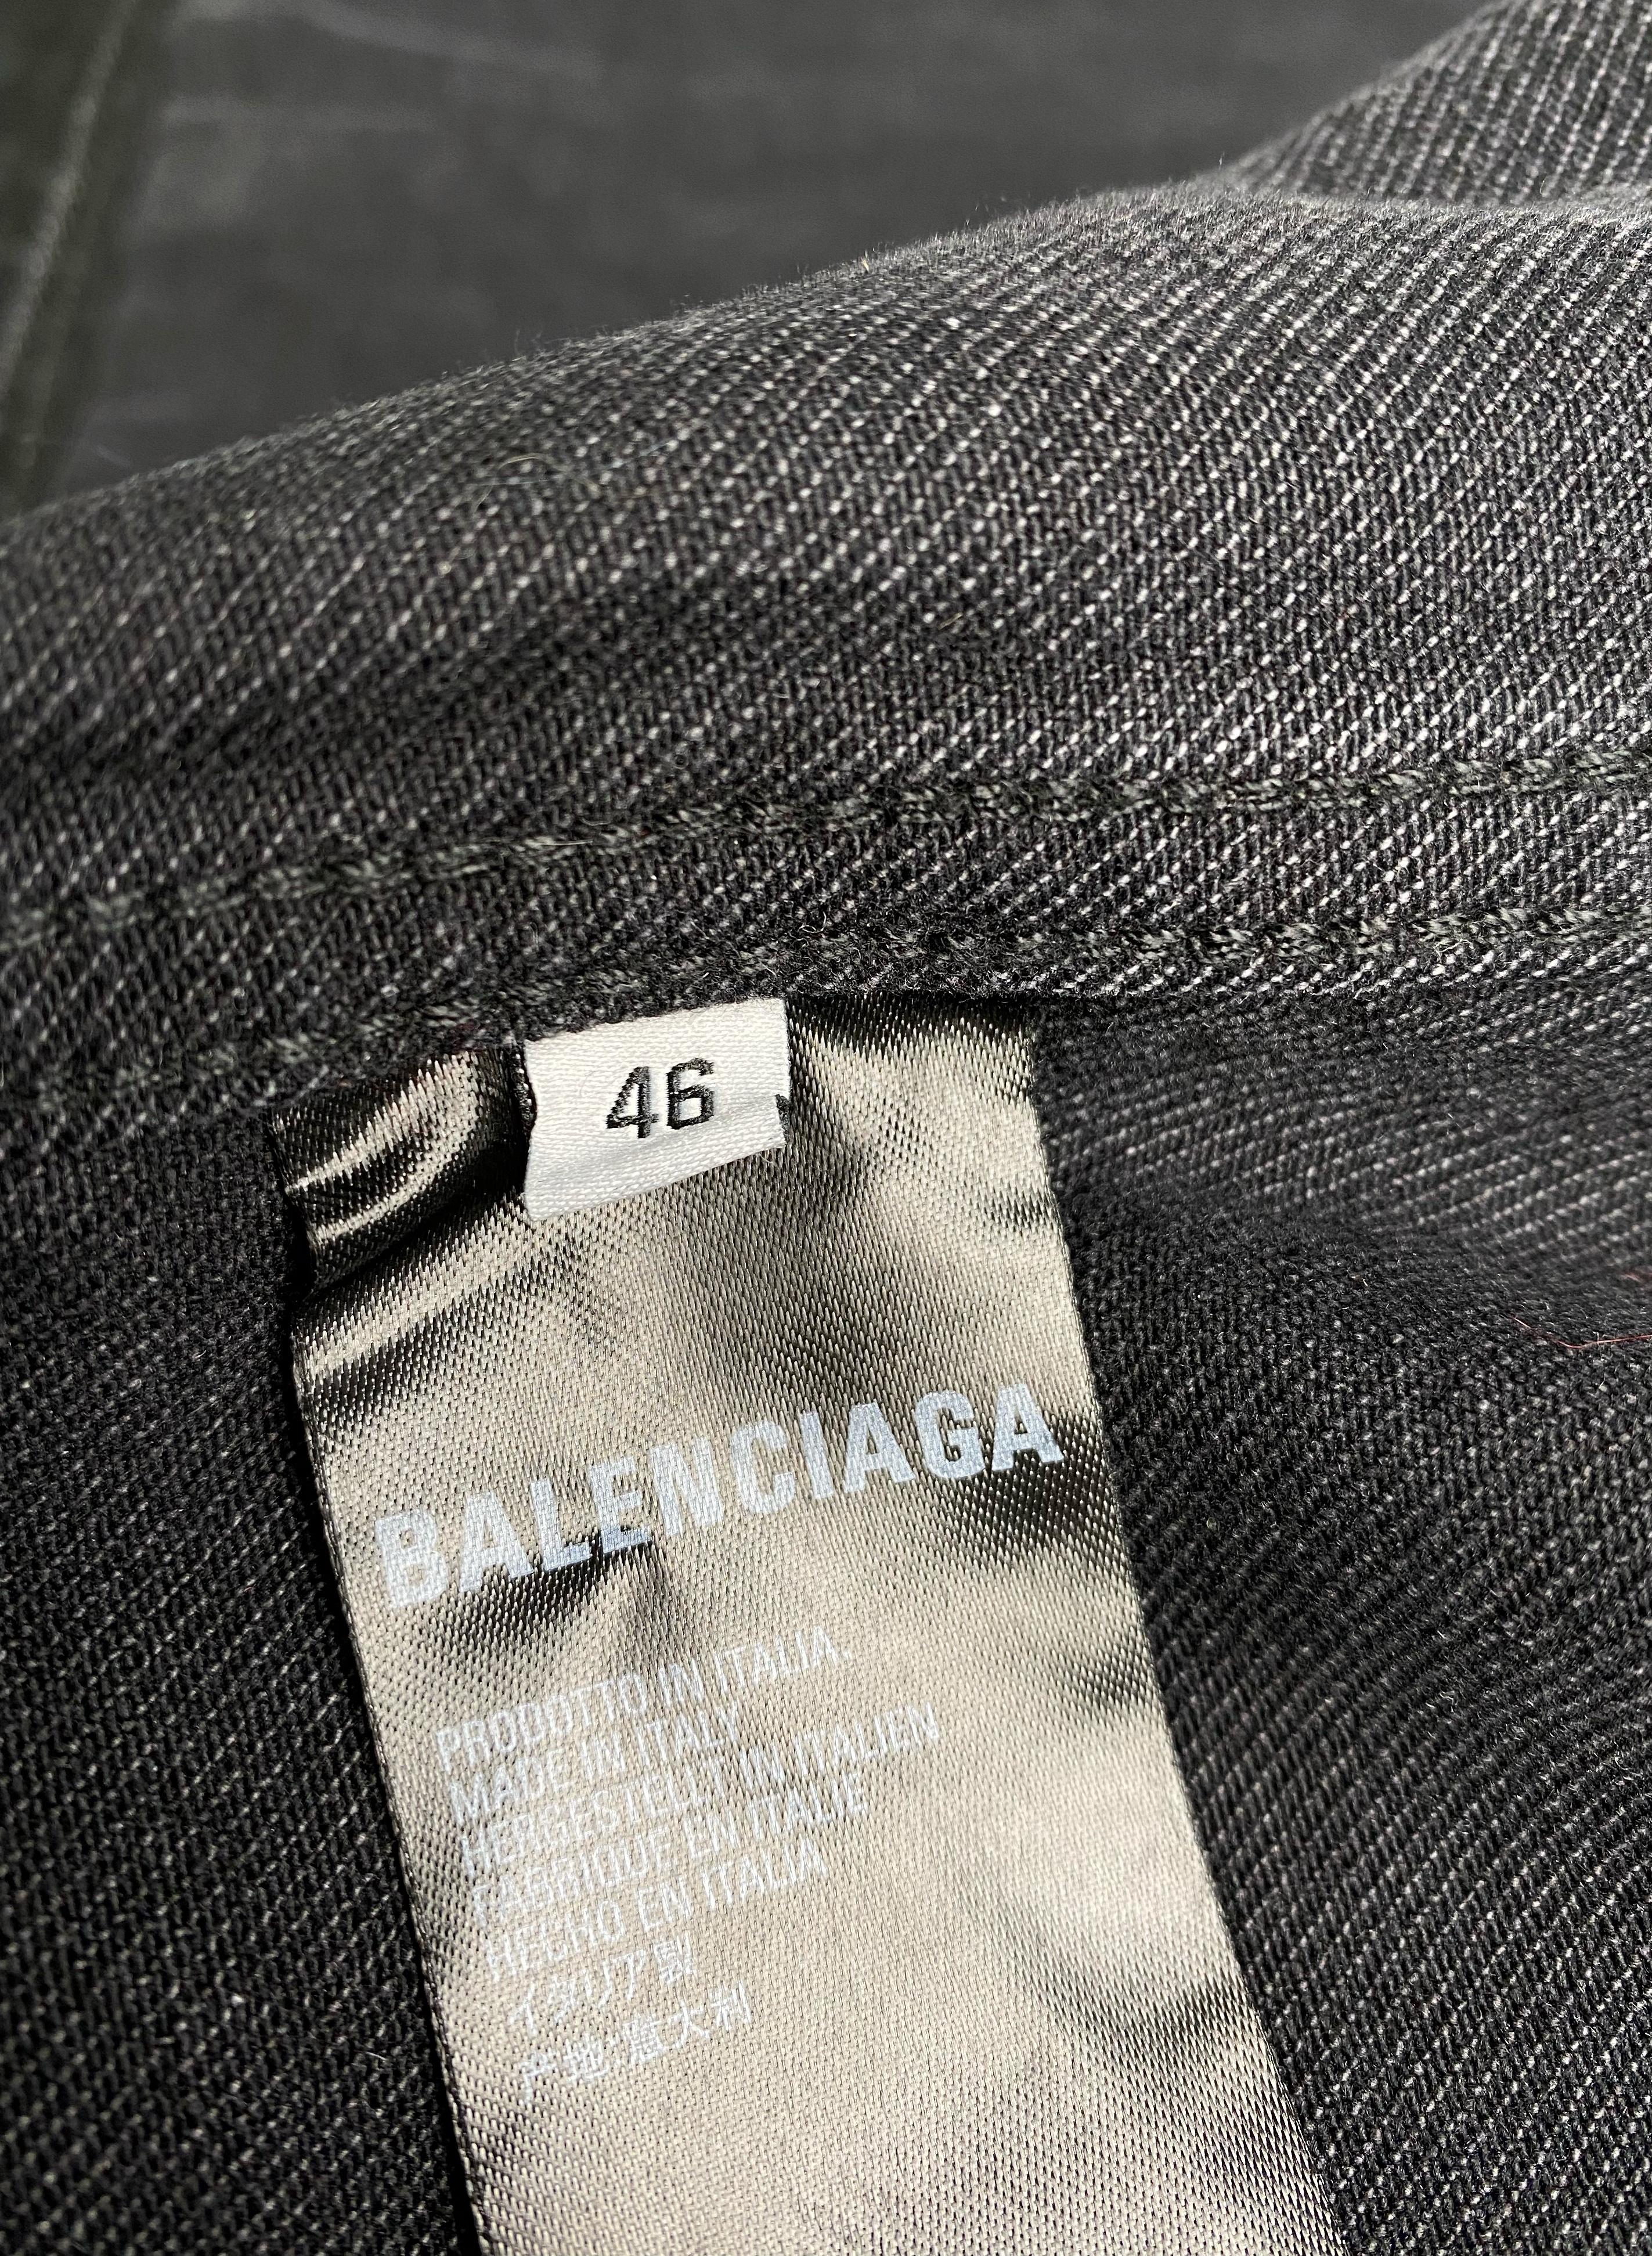 46
BALENCIAGA
PRODOTTO IN ITALIA.
MADE IN ITALY
HERGESTELLT IN ITALIEN
FABRIQUE EN ITALIE
HECHO EN ITALIA
イタリア製
产地:意大利